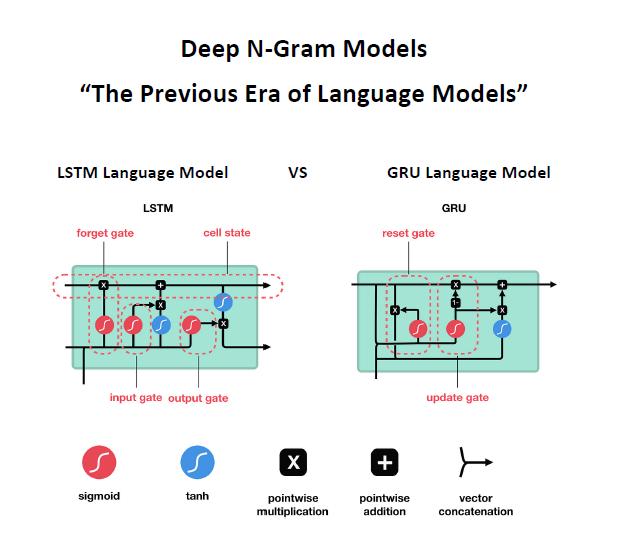 Deep N-Gram Models
“The Previous Era of Language Models”
LSTM Language Model VS GRU Language Model
LSTM GRU
forget gate cell state reset gate
input gate output gate update gate
sigmoid tanh pointwise multiplication pointwise addition vector concatenation